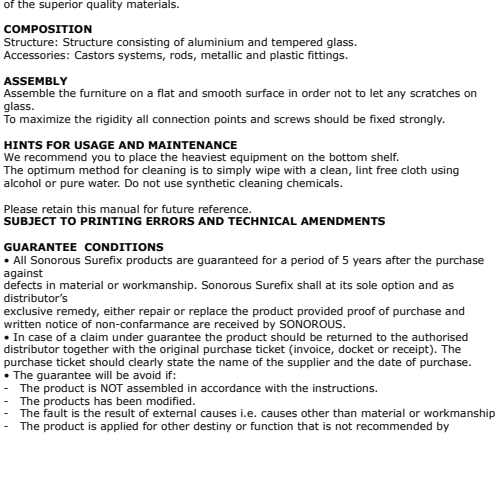 of the superior quality materials.
COMPOSITION
Structure: Structure consisting of aluminium and tempered glass.
Accessories: Castors systems, rods, metallic and plastic fittings.
ASSEMBLY
Assemble the furniture on a flat and smooth surface in order not to let any scratches on
glass.
To maximize the rigidity all connection points and screws should be fixed strongly.
HINTS FOR USAGE AND MAINTENANCE
We recommend you to place the heaviest equipment on the bottom shelf.
The optimum method for cleaning is to simply wipe with a clean, lint free cloth using
alcohol or pure water. Do not use synthetic cleaning chemicals.
Please retain this manual for future reference.
SUBJECT TO PRINTING ERRORS AND TECHNICAL AMENDMENTS
GUARANTEE  CONDITIONS
• All Sonorous Surefix products are guaranteed for a period of 5 years after the purchase
against
defects in material or workmanship. Sonorous Surefix shall at its sole option and as
distributor’s
exclusive remedy, either repair or replace the product provided proof of purchase and
written notice of non-confarmance are received by SONOROUS.
• In case of a claim under guarantee the product should be returned to the authorised
distributor together with the original purchase ticket (invoice, docket or receipt). The
purchase ticket should clearly state the name of the supplier and the date of purchase.
• The guarantee will be avoid if:
- The product is NOT assembled in accordance with the instructions.
- The products has been modified.
- The fault is the result of external causes i.e. causes other than material or workmanship
- The product is applied for other destiny or function that is not recommended by